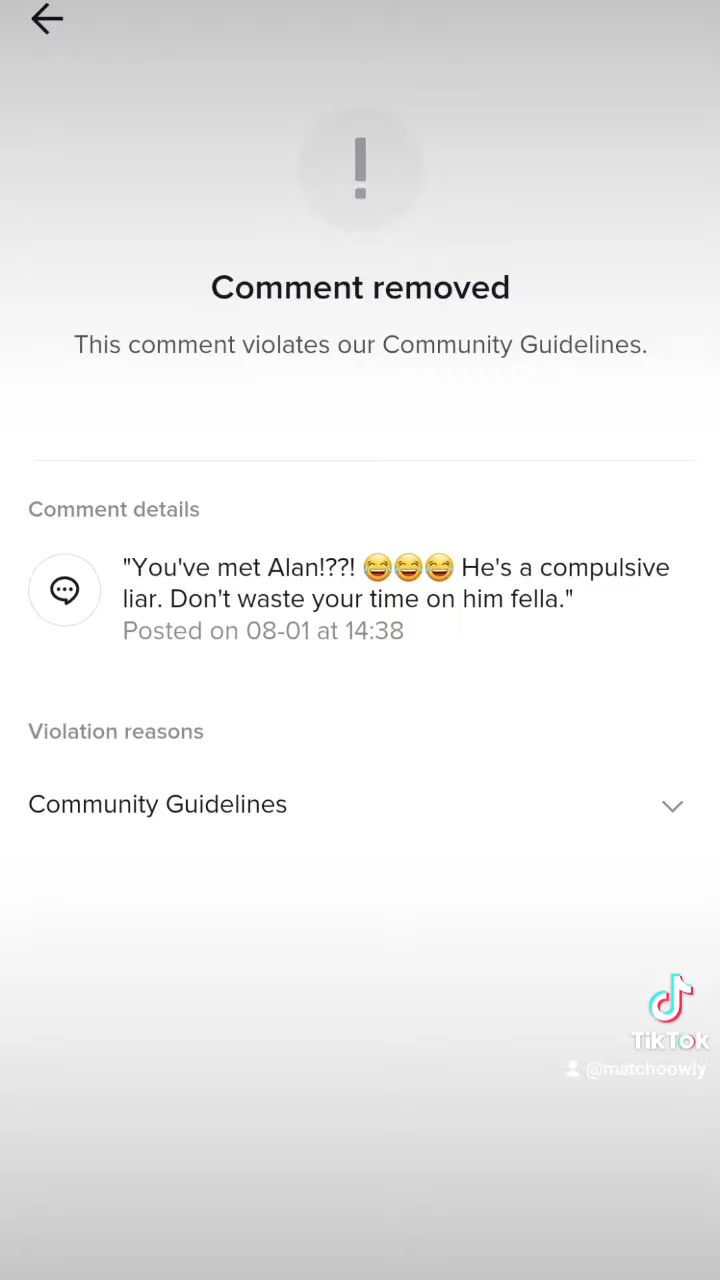 Comment removed
This comment violates our Community Guidelines.
Comment details
"You've met Alan!??! 😂😂😂 He's a compulsive
liar. Don't waste your time on him fella."
Posted on 08-01 at 14:38
Violation reasons
Community Guidelines
TikTok
@matchoowly